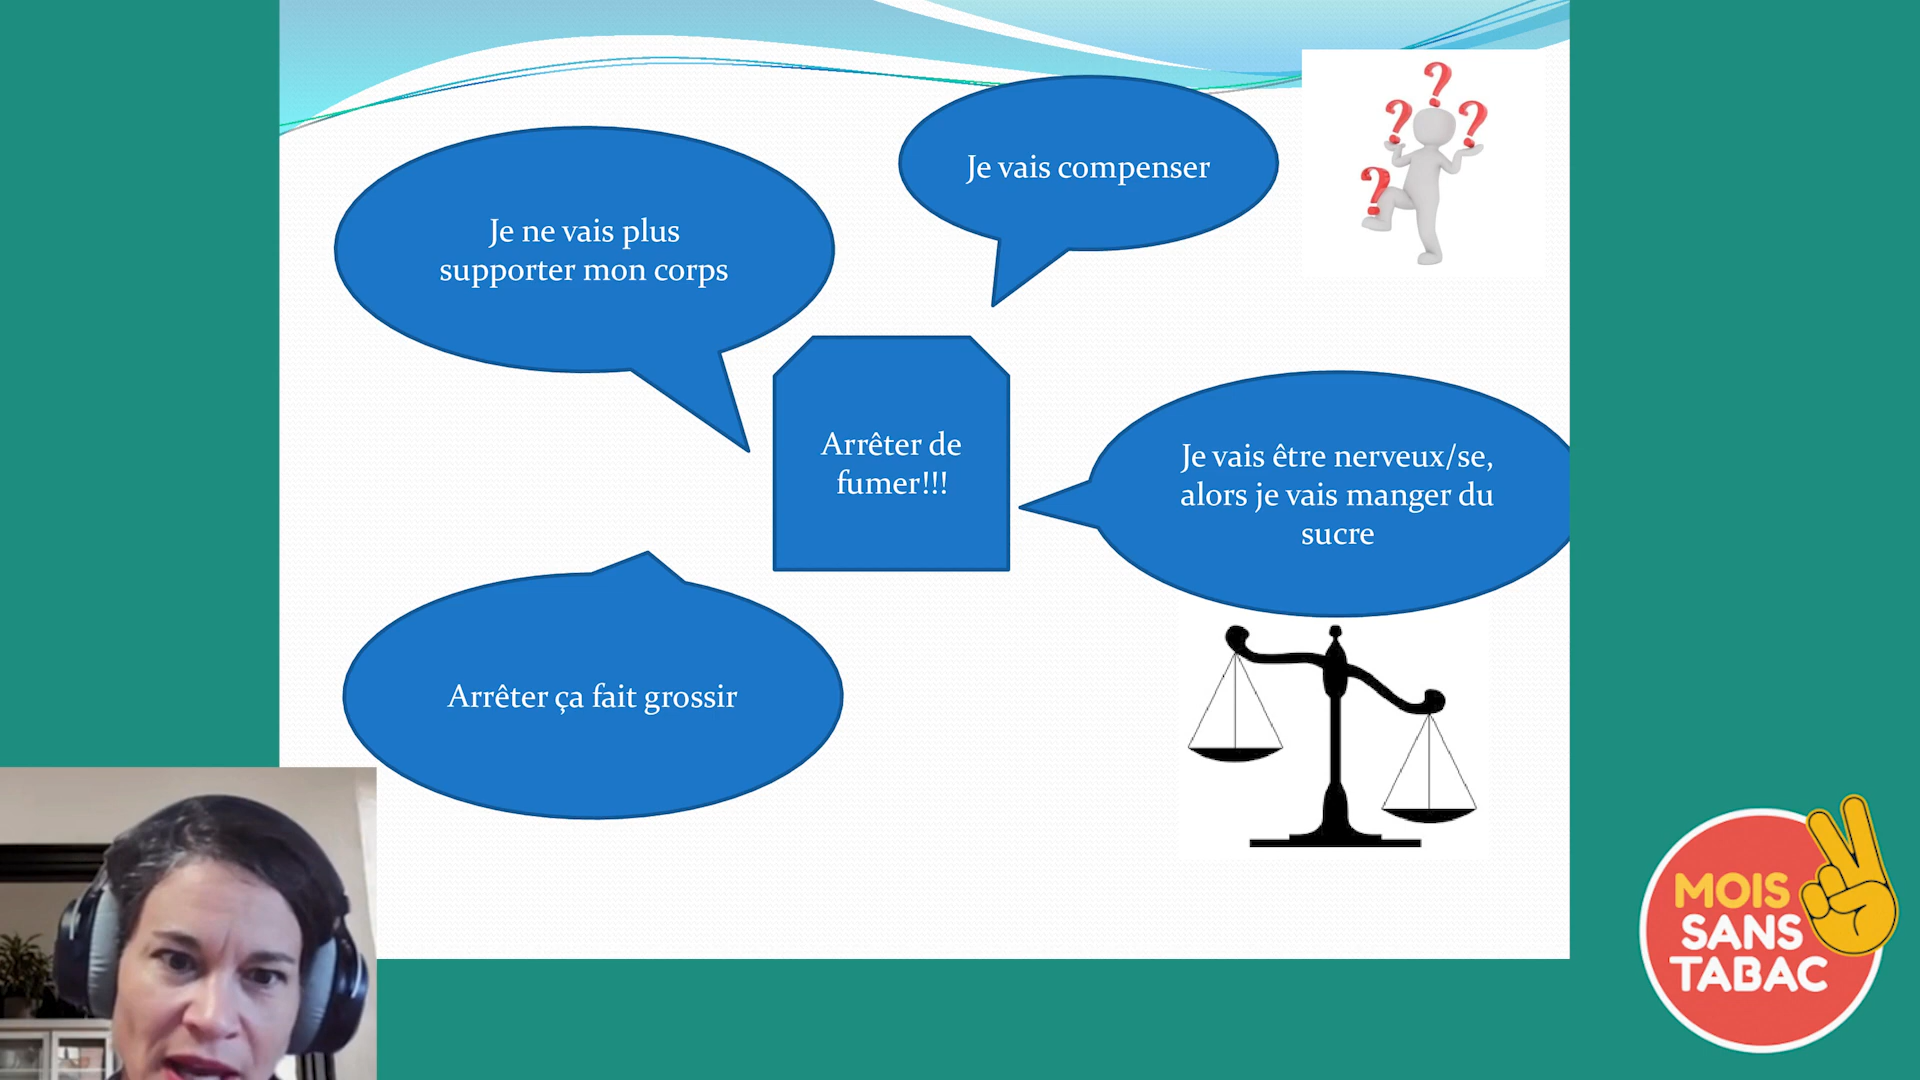 Je vais compenser
Je ne vais plus
supporter mon corps
Arrêter de
fumer!!!
Je vais être nerveux/se,
alors je vais manger du
sucre
Arrêter ça fait grossir
MOIS
SANS
TABAC
? ? ? ?